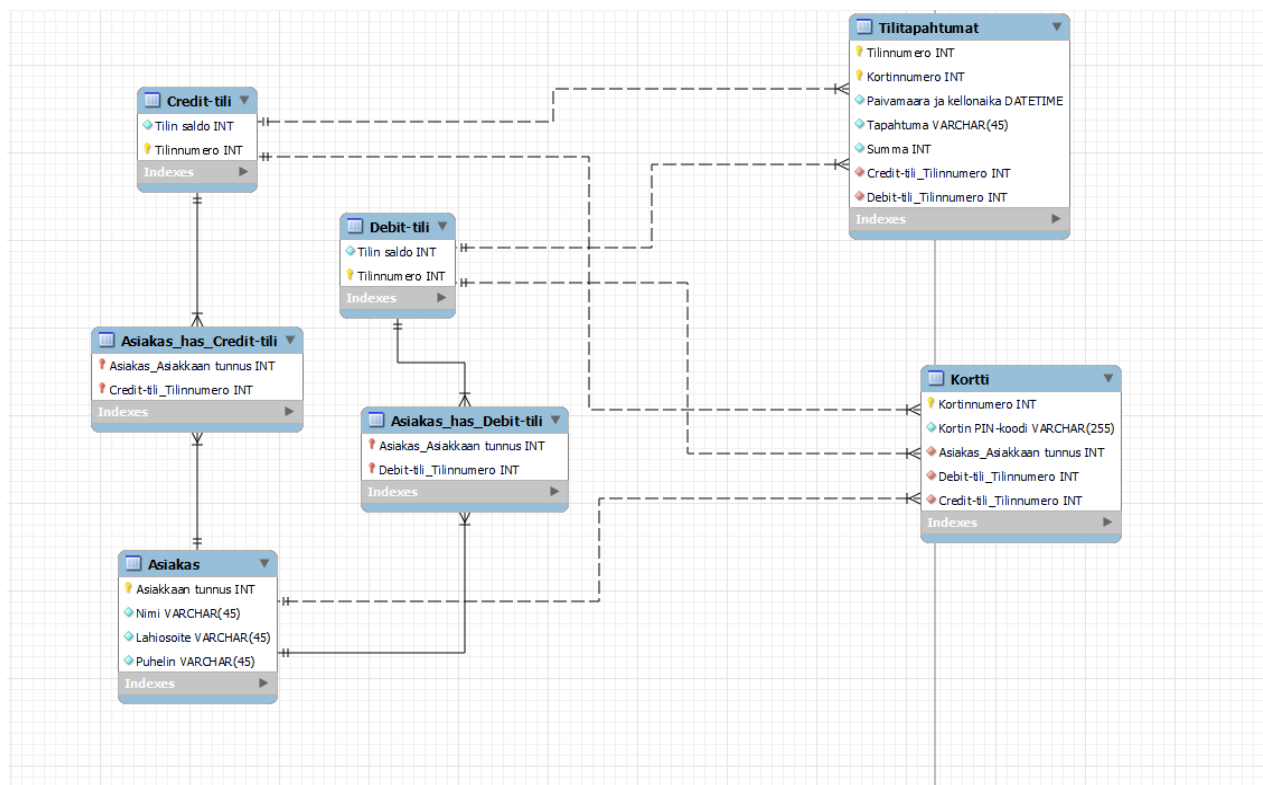 Credit-tili
Tilin saldo INT
Tilinnumero INT
Indexes
Debit-tili
Tilin saldo INT
Tilinnumero INT
Indexes
Asiakas_has_Credit-tili
Asiakas_Asiakkaan tunnus INT
Credit-tili_Tilinnumero INT
Indexes
Asiakas_has_Debit-tili
Asiakas_Asiakkaan tunnus INT
Debit-tili_Tilinnumero INT
Indexes
Asiakas
Asiakkaan tunnus INT
Nimi VARCHAR(45)
Lahiosoite VARCHAR(45)
Puhelin VARCHAR(45)
Indexes
Tilitapahtumat
Tilinnumero INT
Kortinnumero INT
Paivamaara ja kellonaika DATETIME
Tapahtuma VARCHAR(45)
Summa INT
Credit-tili_Tilinnumero INT
Debit-tili_Tilinnumero INT
Indexes
Kortti
Kortinnumero INT
Kortin PIN-koodi VARCHAR(255)
Asiakas_Asiakkaan tunnus INT
Debit-tili_Tilinnumero INT
Credit-tili_Tilinnumero INT
Indexes